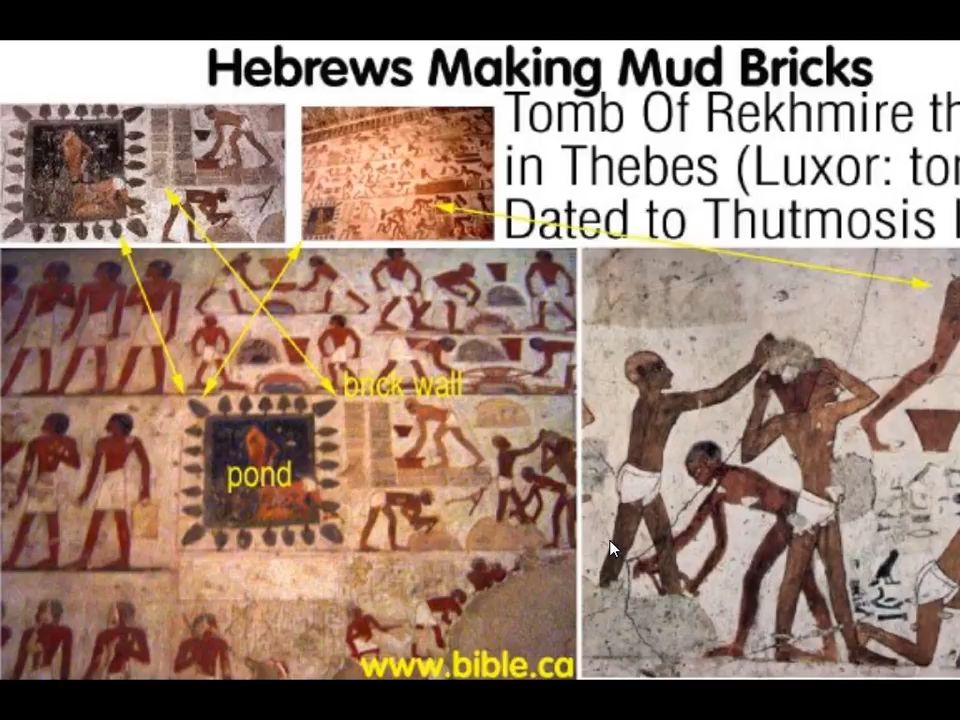 Hebrews Making Mud Bricks
Tomb Of Rekhmire th
in Thebes (Luxor: tor
Dated to Thutmosis I
brick wall
pond
www.bible.ca